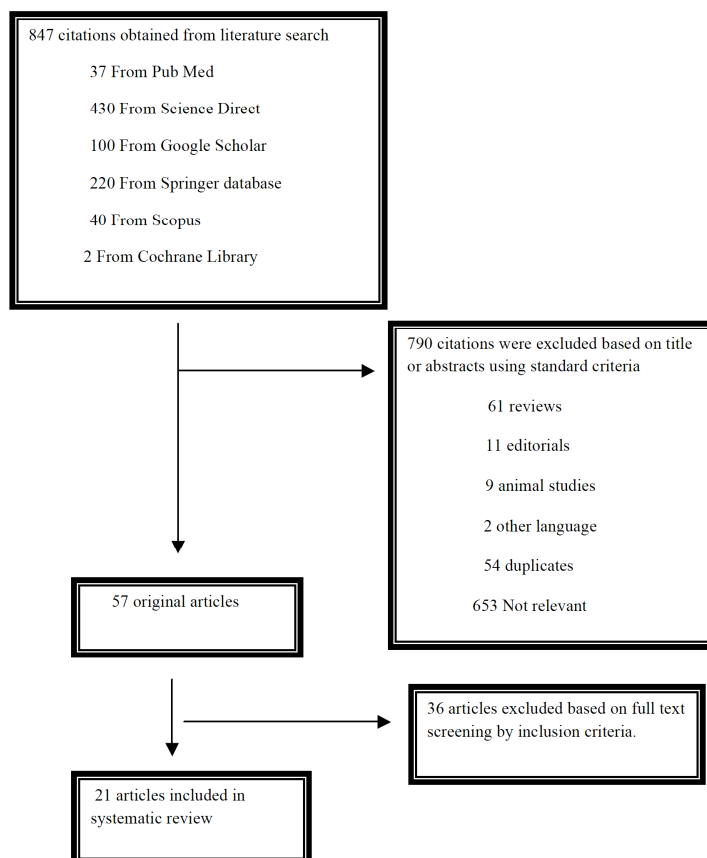 847 citations obtained from literature search
37 From Pub Med
430 From Science Direct
100 From Google Scholar
220 From Springer database
40 From Scopus
2 From Cochrane Library
790 citations were excluded based on title
or abstracts using standard criteria
61 reviews
11 editorials
9 animal studies
2 other language
54 duplicates
653 Not relevant
57 original articles
36 articles excluded based on full text
screening by inclusion criteria.
21 articles included in
systematic review